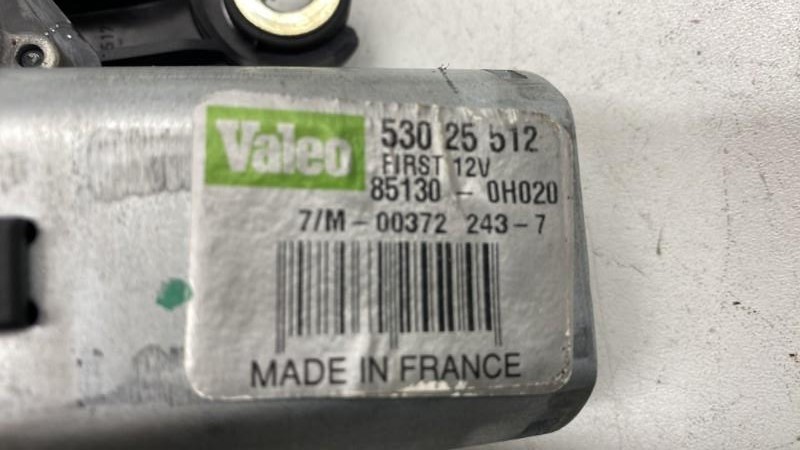 Valeo
530 25 512
FIRST 12V
85130 - 0H020
7/M - 00372 243 - 7
MADE IN FRANCE